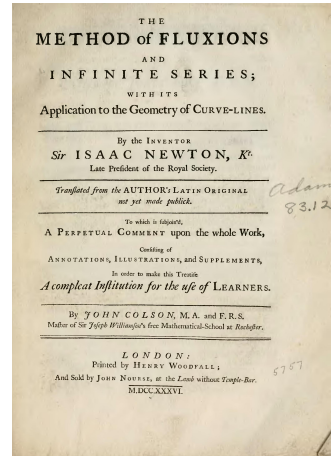 THE
METHOD of FLUXIONS
AND
INFINITE SERIES;
WITH ITS
Application to the Geometry of CURVE-LINES.
By the INVENTOR
Sir ISAAC NEWTON, Kt.
Late President of the Royal Society.
Translated from the AUTHOR's LATIN ORIGINAL
not yet made publick.
To which is subjoin'd,
A PERPETUAL COMMENT upon the whole Work,
Consisting of
ANNOTATIONS, ILLUSTRATIONS, and SUPPLEMENTS,
In order to make this Treatise
A compleat Institution for the use of LEARNERS.
By JOHN COLSON, M.A. and F.R.S.
Master of Sir Joseph Williamson's free Mathematical-School at Rochester.
LONDON:
Printed by HENRY WOODFALL;
And Sold by JOHN NOURSE, at the Lamb without Temple-Bar.
M.DCC.XXXVI.
Adam
83.12
5757